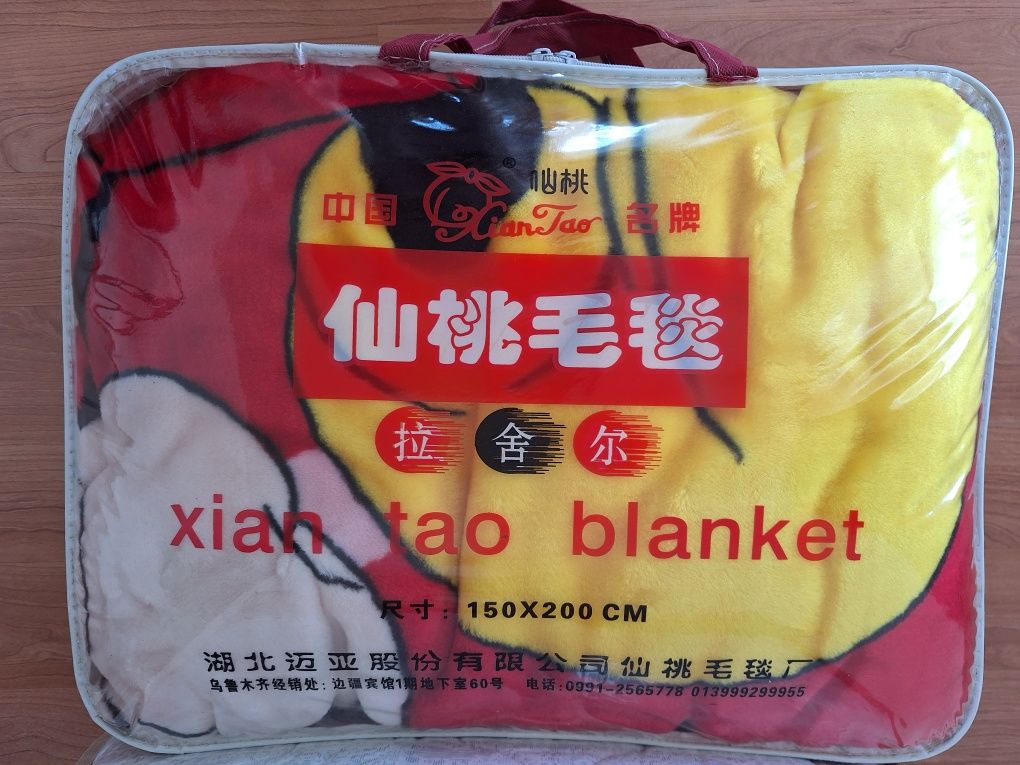 仙桃
中国 XianTao® 名牌
仙桃毛毯
拉舍尔
xian tao blanket
尺寸：150X200 CM
湖北迈亚股份有限公司仙桃毛毯厂
乌鲁木齐经销处：边疆宾馆1期地下室60号 电话：0991-2565778 013999299955